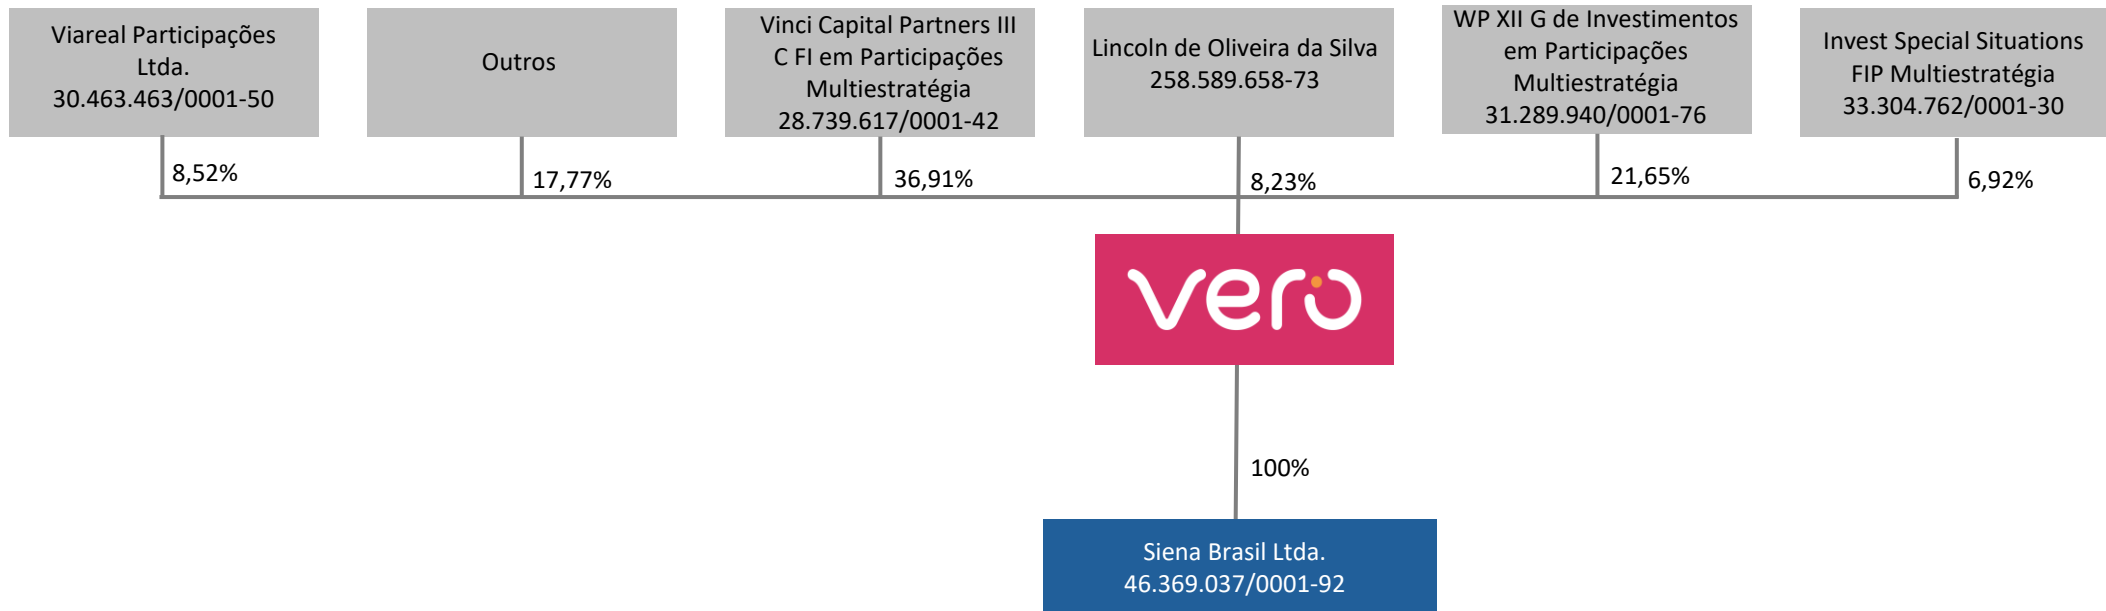 Viareal Participações
Ltda.
30.463.463/0001-50
8,52%
Outros
17,77%
Vinci Capital Partners III
C FI em Participações
Multiestratégia
28.739.617/0001-42
36,91%
Lincoln de Oliveira da Silva
258.589.658-73
8,23%
WP XII G de Investimentos
em Participações
Multiestratégia
31.289.940/0001-76
21,65%
Invest Special Situations
FIP Multiestratégia
33.304.762/0001-30
6,92%
vero
100%
Siena Brasil Ltda.
46.369.037/0001-92